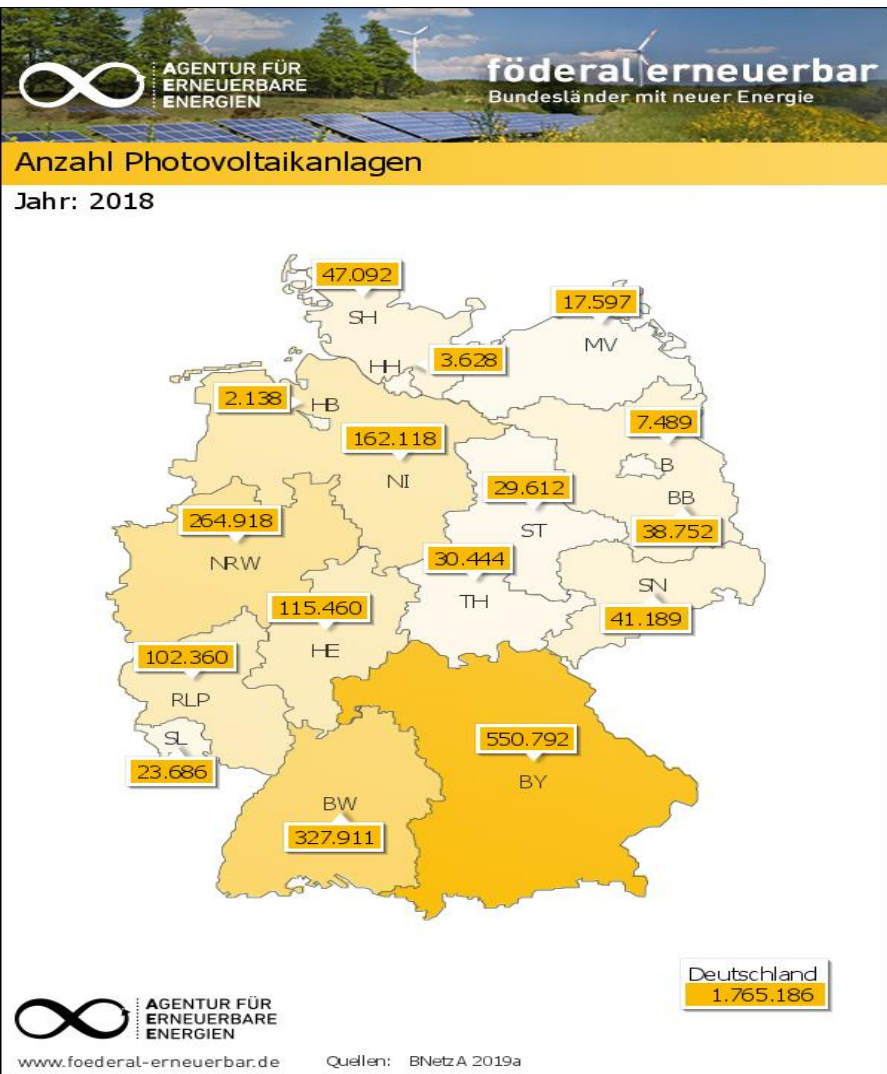 AGENTUR FÜR
ERNEUERBARE
ENERGIEN
föderal erneuerbar
Bundesländer mit neuer Energie
Anzahl Photovoltaikanlagen
Jahr: 2018
47.092
SH
17.597
MV
HH
3.628
2.138
HB
7.489
B
162.118
NI
29.612
ST
BB
38.752
264.918
NRW
30.444
TH
SN
41.189
115.460
HE
102.360
RLP
SL
23.686
550.792
BY
BW
327.911
Deutschland
1.765.186
AGENTUR FÜR
ERNEUERBARE
ENERGIEN
www.foederal-erneuerbar.de Quellen: BNetzA 2019a